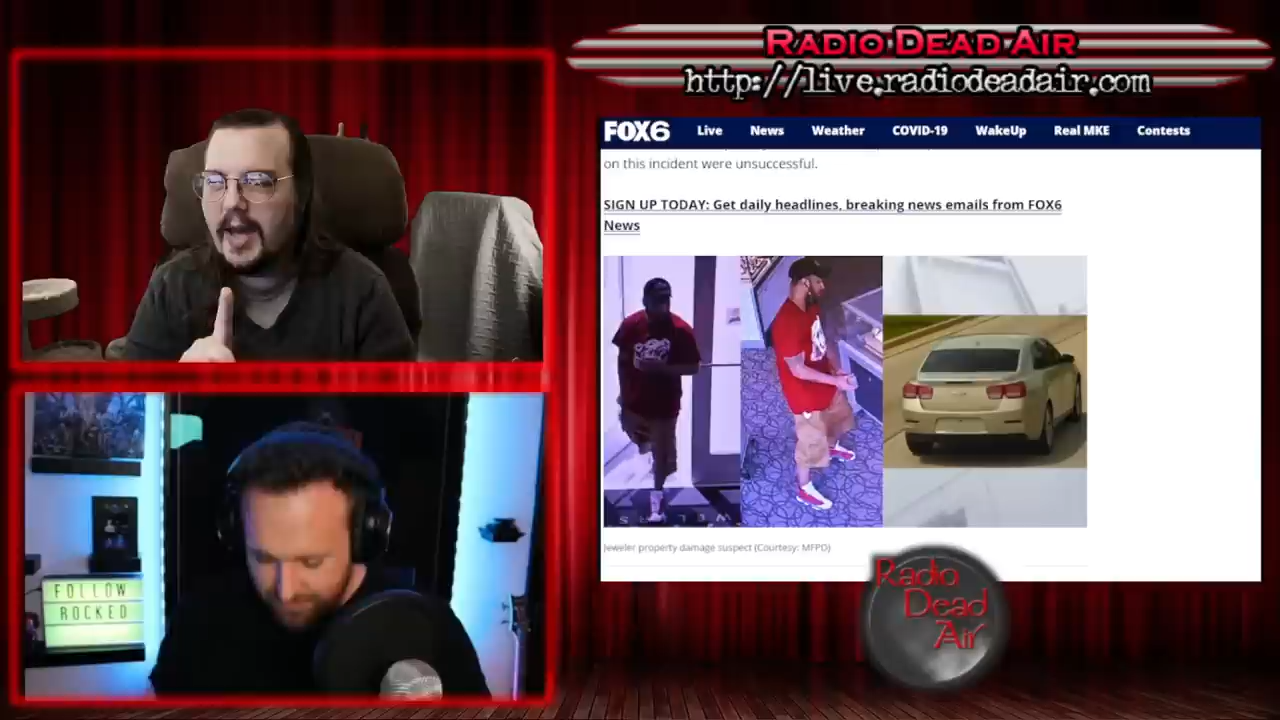 RADIO DEAD AIR
http://live.radiodeadair.com
FOX6 Live News Weather COVID-19 WakeUp Real MKE Contests
on this incident were unsuccessful.
SIGN UP TODAY: Get daily headlines, breaking news emails from FOX6
News
Jeweler property damage suspect (Courtesy: MFPD)
FOLLOW
ROCKED
Radio
Dead
Air